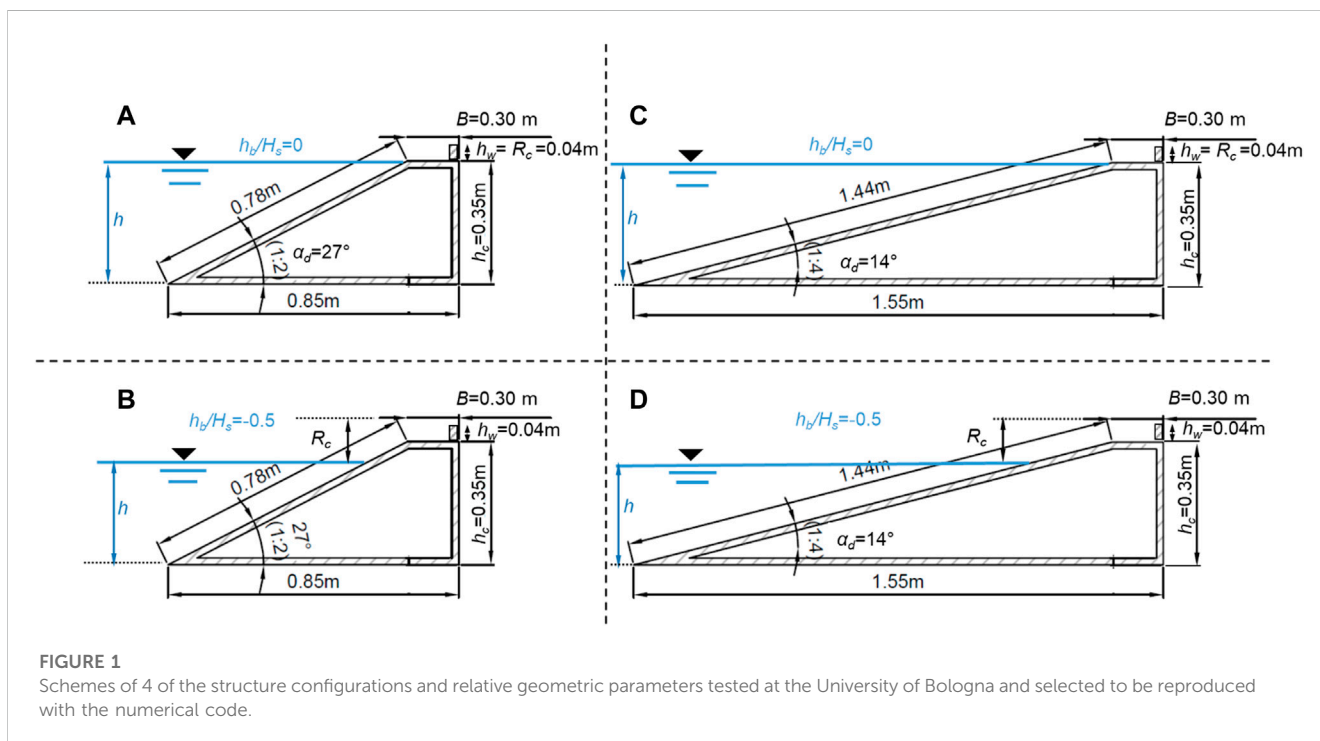 A
B=0.30 m
h_b/H_s=0
h_w= R_c=0.04m
0.78m
h
(1:2)
α_d=27°
h_c=0.35m
0.85m
C
B=0.30 m
h_b/H_s=0
h_w= R_c=0.04m
1.44m
h
(1:4)
α_d=14°
h_c=0.35m
1.55m
B
B=0.30 m
h_b/H_s=-0.5
R_c
h_w=0.04m
0.78m
h
(1:2)
27°
h_c=0.35m
0.85m
D
B=0.30 m
h_b/H_s=-0.5
R_c
h_w=0.04m
1.44m
h
(1:4)
α_d=14°
h_c=0.35m
1.55m
FIGURE 1
Schemes of 4 of the structure configurations and relative geometric parameters tested at the University of Bologna and selected to be reproduced
with the numerical code.